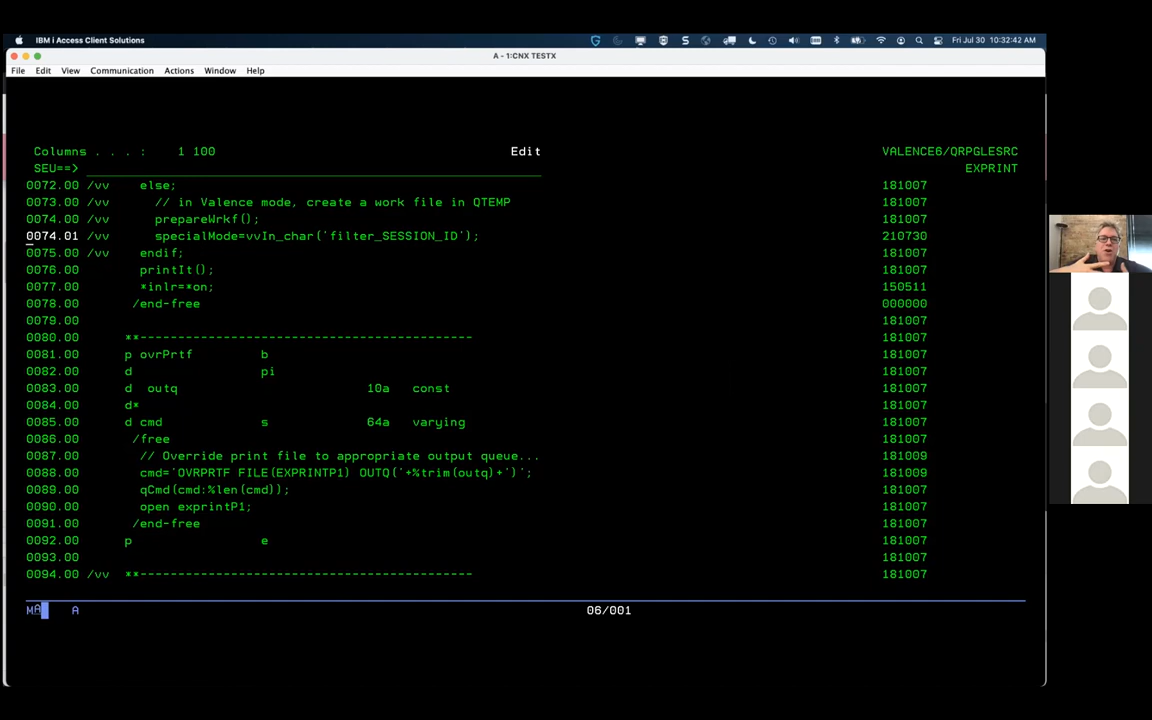 IBM i Access Client Solutions
Fri Jul 30 10:32:42 AM
A - 1:CNX TESTX
File Edit View Communication Actions Window Help
Columns . . . : 1 100 Edit VALENCE6/QRPGLESRC
SEU==> EXPRINT
0072.00 /vv else; 181007
0073.00 /vv // in Valence mode, create a work file in QTEMP 181007
0074.00 /vv prepareWrkf(); 181007
0074.01 /vv specialMode=vvIn_char('filter_SESSION_ID'); 210730
0075.00 /vv endif; 181007
0076.00 printIt(); 181007
0077.00 *inlr=*on; 150511
0078.00 /end-free 000000
0079.00 181007
0080.00 **---------------------------------------------- 181007
0081.00 p ovrPrtf b 181007
0082.00 d pi 181007
0083.00 d outq 10a const 181007
0084.00 d* 181007
0085.00 d cmd s 64a varying 181007
0086.00 /free 181007
0087.00 // Override print file to appropriate output queue... 181009
0088.00 cmd='OVRPRTF FILE(EXPRINTP1) OUTQ('+%trim(outq)+')'; 181009
0089.00 qCmd(cmd:%len(cmd)); 181007
0090.00 open exprintP1; 181007
0091.00 /end-free 181007
0092.00 p e 181007
0093.00 181007
0094.00 /vv **---------------------------------------------- 181007
MA A 06/001